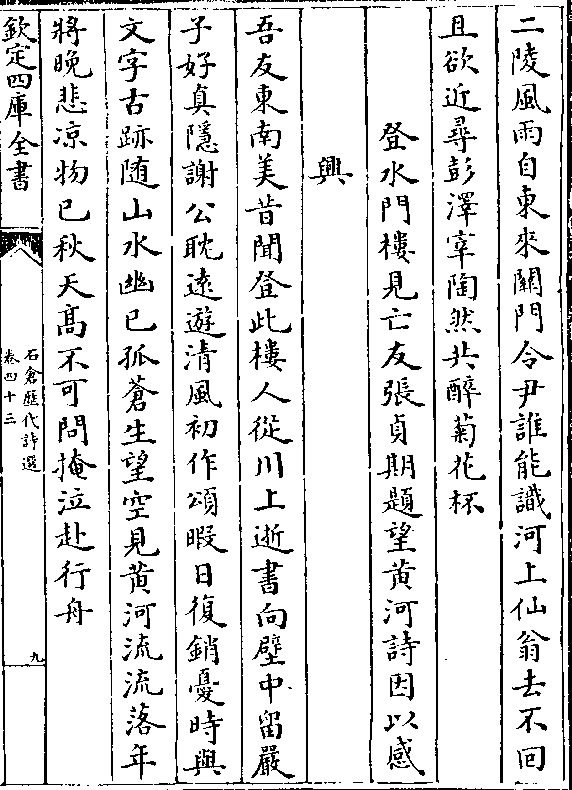 二陵風雨自東來關門令尹誰能識河上仙翁去不回
且欲近尋彭澤宰陶然共醉菊花杯
登水門樓見亡友張貞期題望黄河詩因以感
興
吾友東南美昔聞登此樓人從川上逝書向壁中留嚴
子好真隱謝公耽遠遊清風初作頌暇日復銷憂時與
文字古跡随山水幽已孤蒼生望空見黄河流流落年
將晚悲凉物已秋天髙不可問掩泣赴行舟
欽定四庫全書
石倉歷代詩選
卷四十三
九